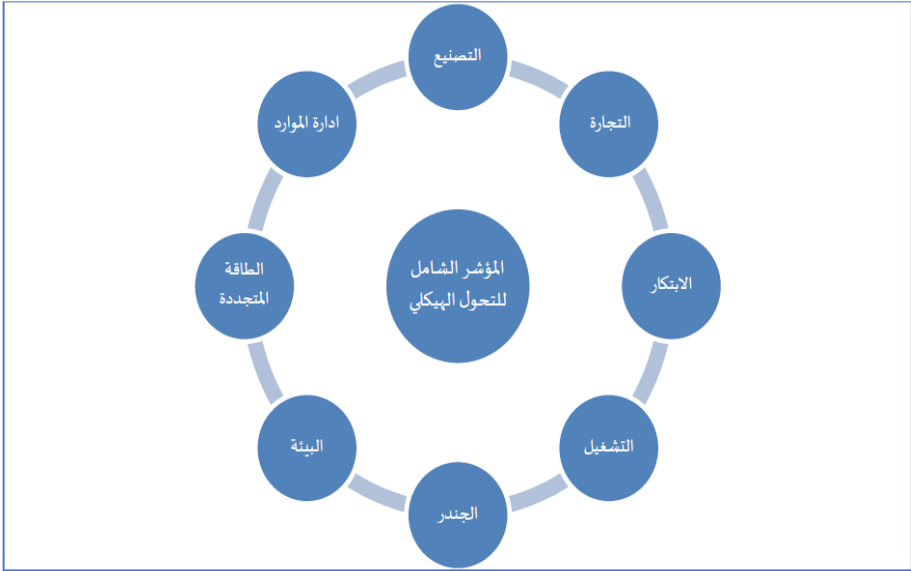 التصنيع
التجارة
الابتكار
التشغيل
الجندر
البيئة
الطاقة
المتجددة
ادارة الموارد
المؤشر الشامل
للتحول الهيكلي